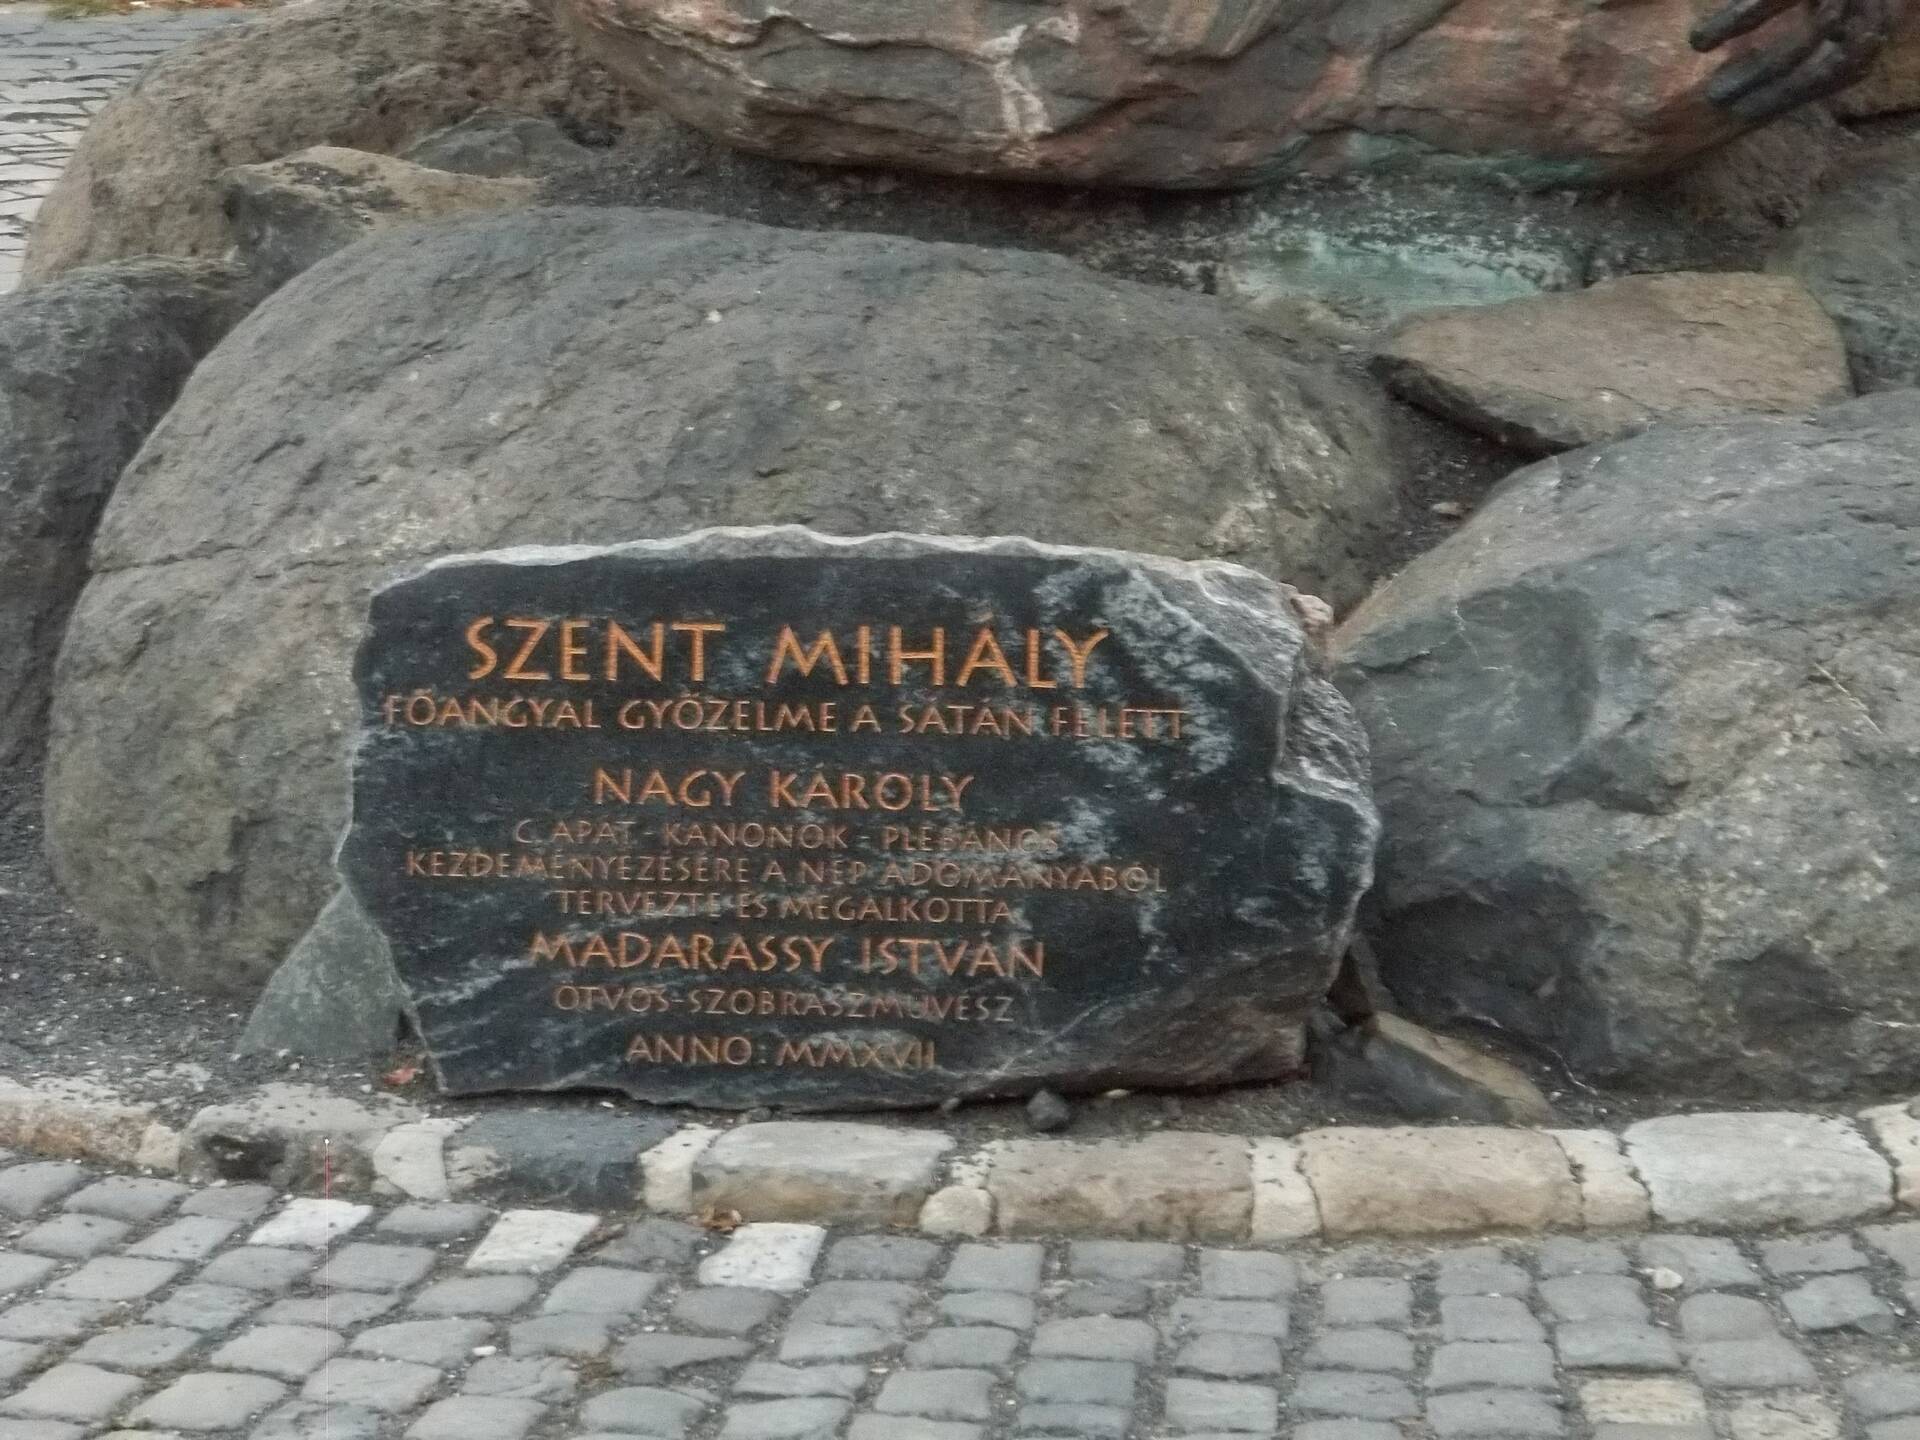 SZENT MIHÁLY
FŐANGYAL GYŐZELME A SÁTÁN FELETT
NAGY KÁROLY
C. APÁT - KANONOK - PLÉBÁNOS
KEZDEMÉNYEZÉSÉRE A NÉP ADOMÁNYÁBÓL
TERVEZTE ÉS MEGALKOTTA
MADARASSY ISTVÁN
ÖTVÖS-SZOBRÁSZMŰVÉSZ
ANNO: MMXVII